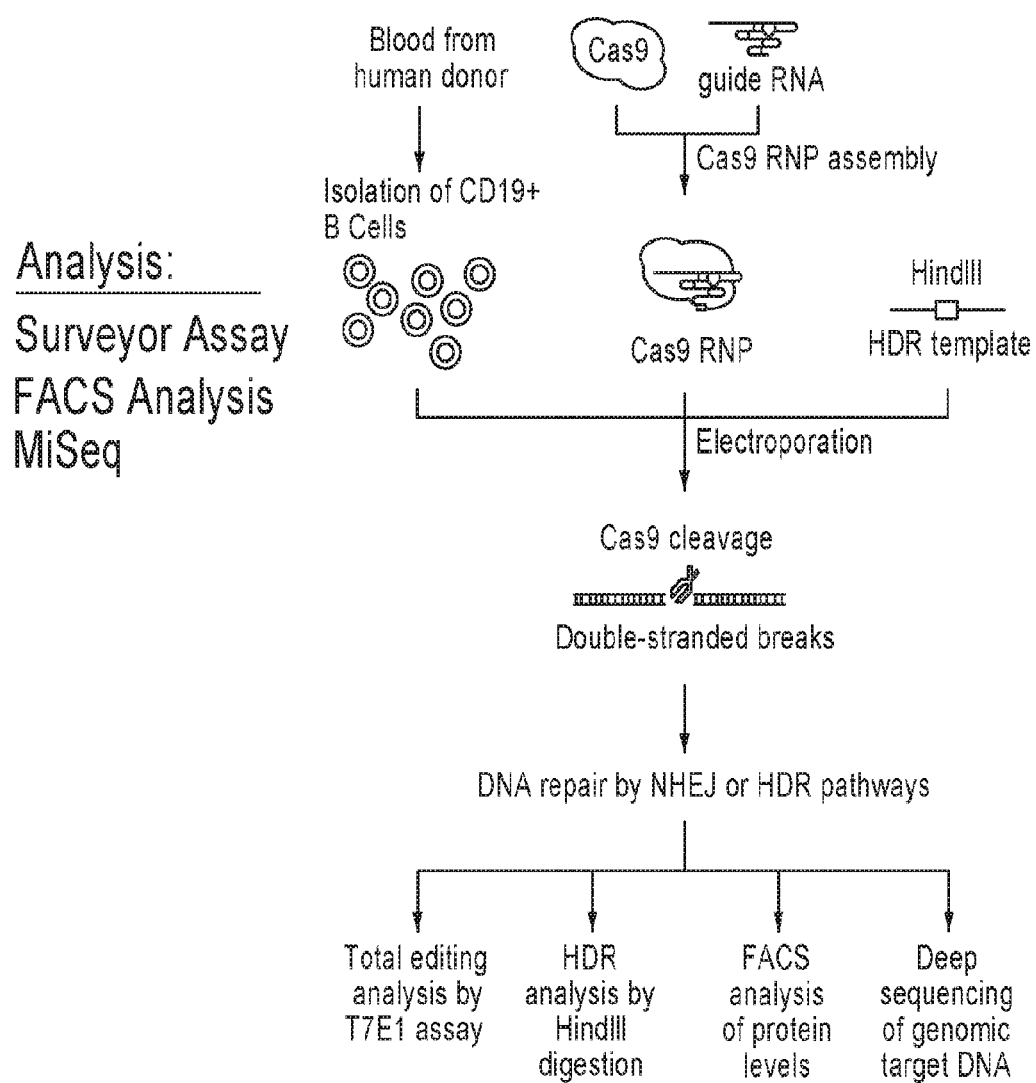 Blood from
human donor
Cas9
guide RNA
Cas9 RNP assembly
Isolation of CD19+
B Cells
Analysis:
Surveyor Assay
FACS Analysis
MiSeq
Cas9 RNP
HindIII
HDR template
Electroporation
Cas9 cleavage
Double-stranded breaks
DNA repair by NHEJ or HDR pathways
Total editing
analysis by
T7E1 assay
HDR
analysis by
HindIII
digestion
FACS
analysis
of protein
levels
Deep
sequencing
of genomic
target DNA